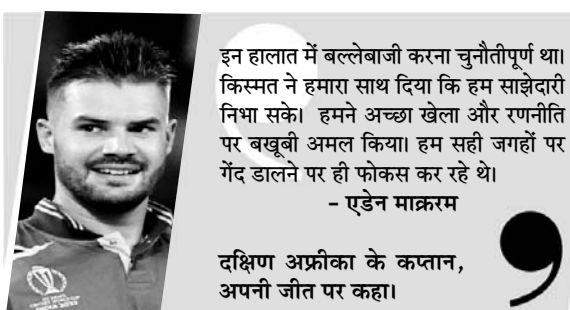 इन हालात में बल्लेबाजी करना चुनौतीपूर्ण था।
किस्मत ने हमारा साथ दिया कि हम साझेदारी
निभा सके। हमने अच्छा खेला और रणनीति
पर बखूबी अमल किया। हम सही जगहों पर
गेंद डालने पर ही फोकस कर रहे थे।
- एडेन माक्ररम
दक्षिण अफ्रीका के कप्तान,
अपनी जीत पर कहा।